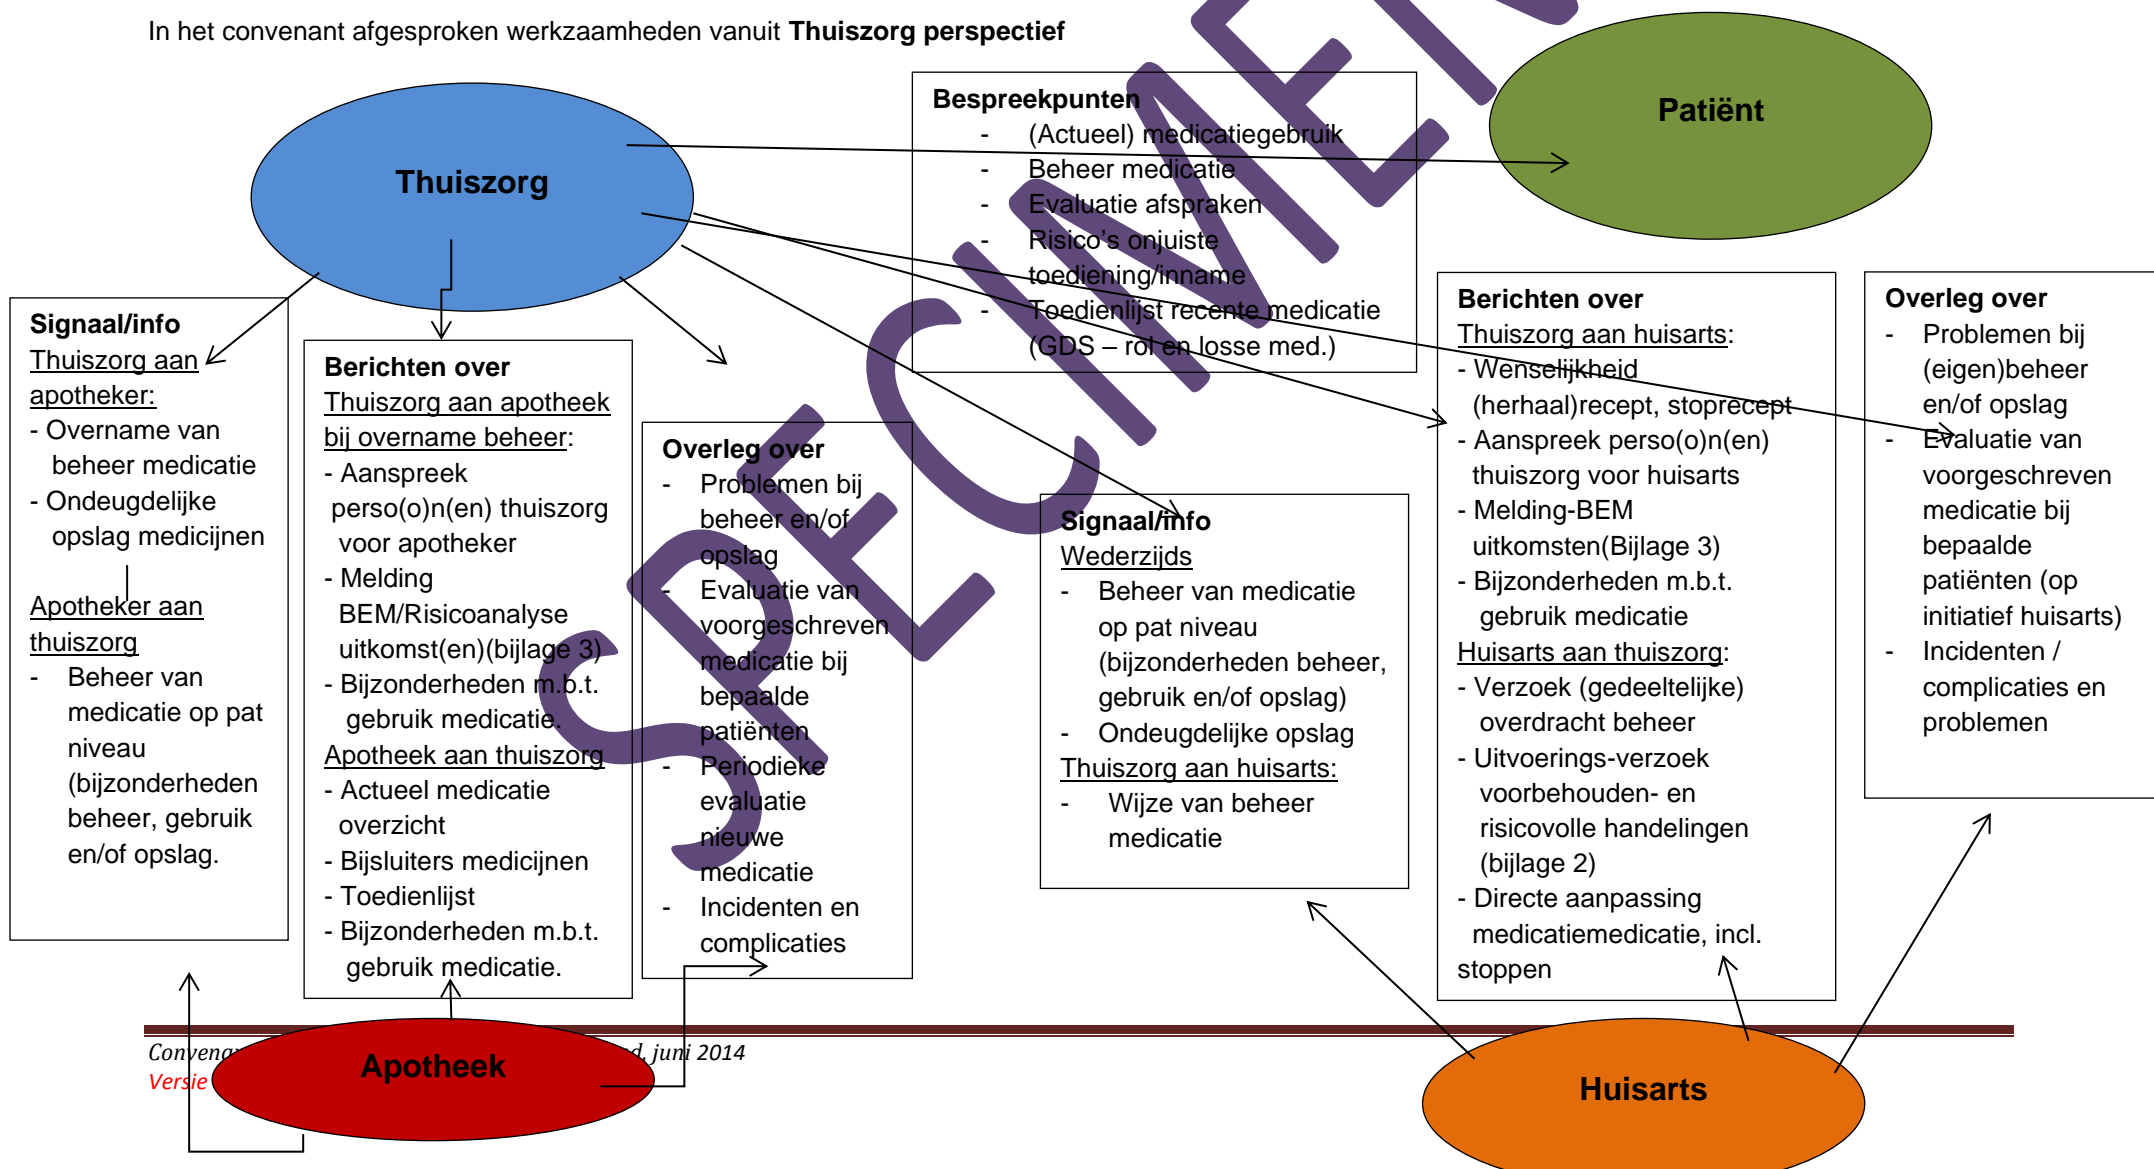 In het convenant afgesproken werkzaamheden vanuit Thuiszorg perspectief
Thuiszorg
Patiënt
Bespreekpunten
- (Actueel) medicatiegebruik
- Beheer medicatie
- Evaluatie afspraken
- Risico's onjuiste
toediening/inname
- Toedienlijst recente medicatie
(GDS – rol en losse med.)
Signaal/info
Thuiszorg aan
apotheker:
- Overname van
beheer medicatie
- Ondeugdelijke
opslag medicijnen
Apotheker aan
thuiszorg
- Beheer van
medicatie op pat
niveau
(bijzonderheden
beheer, gebruik
en/of opslag.
Berichten over
Thuiszorg aan apotheek
bij overname beheer:
- Aanspreek
perso(o)n(en) thuiszorg
voor apotheker
- Melding
BEM/Risicoanalyse
uitkomst(en)(bijlage 3)
- Bijzonderheden m.b.t.
gebruik medicatie.
Apotheek aan thuiszorg
- Actueel medicatie
overzicht
- Bijsluiters medicijnen
- Toedienlijst
- Bijzonderheden m.b.t.
gebruik medicatie.
Overleg over
- Problemen bij
beheer en/of
opslag
- Evaluatie van
voorgeschreven
medicatie bij
bepaalde
patiënten
- Periodieke
evaluatie
nieuwe
medicatie
- Incidenten en
complicaties
Signaal/info
Wederzijds
- Beheer van medicatie
op pat niveau
(bijzonderheden beheer,
gebruik en/of opslag)
- Ondeugdelijke opslag
Thuiszorg aan huisarts:
- Wijze van beheer
medicatie
Berichten over
Thuiszorg aan huisarts:
- Wenselijkheid
(herhaal)recept, stoprecept
- Aanspreek perso(o)n(en)
thuiszorg voor huisarts
- Melding-BEM
uitkomsten(Bijlage 3)
- Bijzonderheden m.b.t.
gebruik medicatie
Huisarts aan thuiszorg:
- Verzoek (gedeeltelijke)
overdracht beheer
- Uitvoerings-verzoek
voorbehouden- en
risicovolle handelingen
(bijlage 2)
- Directe aanpassing
medicatiemedicatie, incl.
stoppen
Overleg over
- Problemen bij
(eigen)beheer
en/of opslag
- Evaluatie van
voorgeschreven
medicatie bij
bepaalde
patiënten (op
initiatief huisarts)
- Incidenten /
complicaties en
problemen
SPECIMEN
juni 2014
Versie
Apotheek
Huisarts